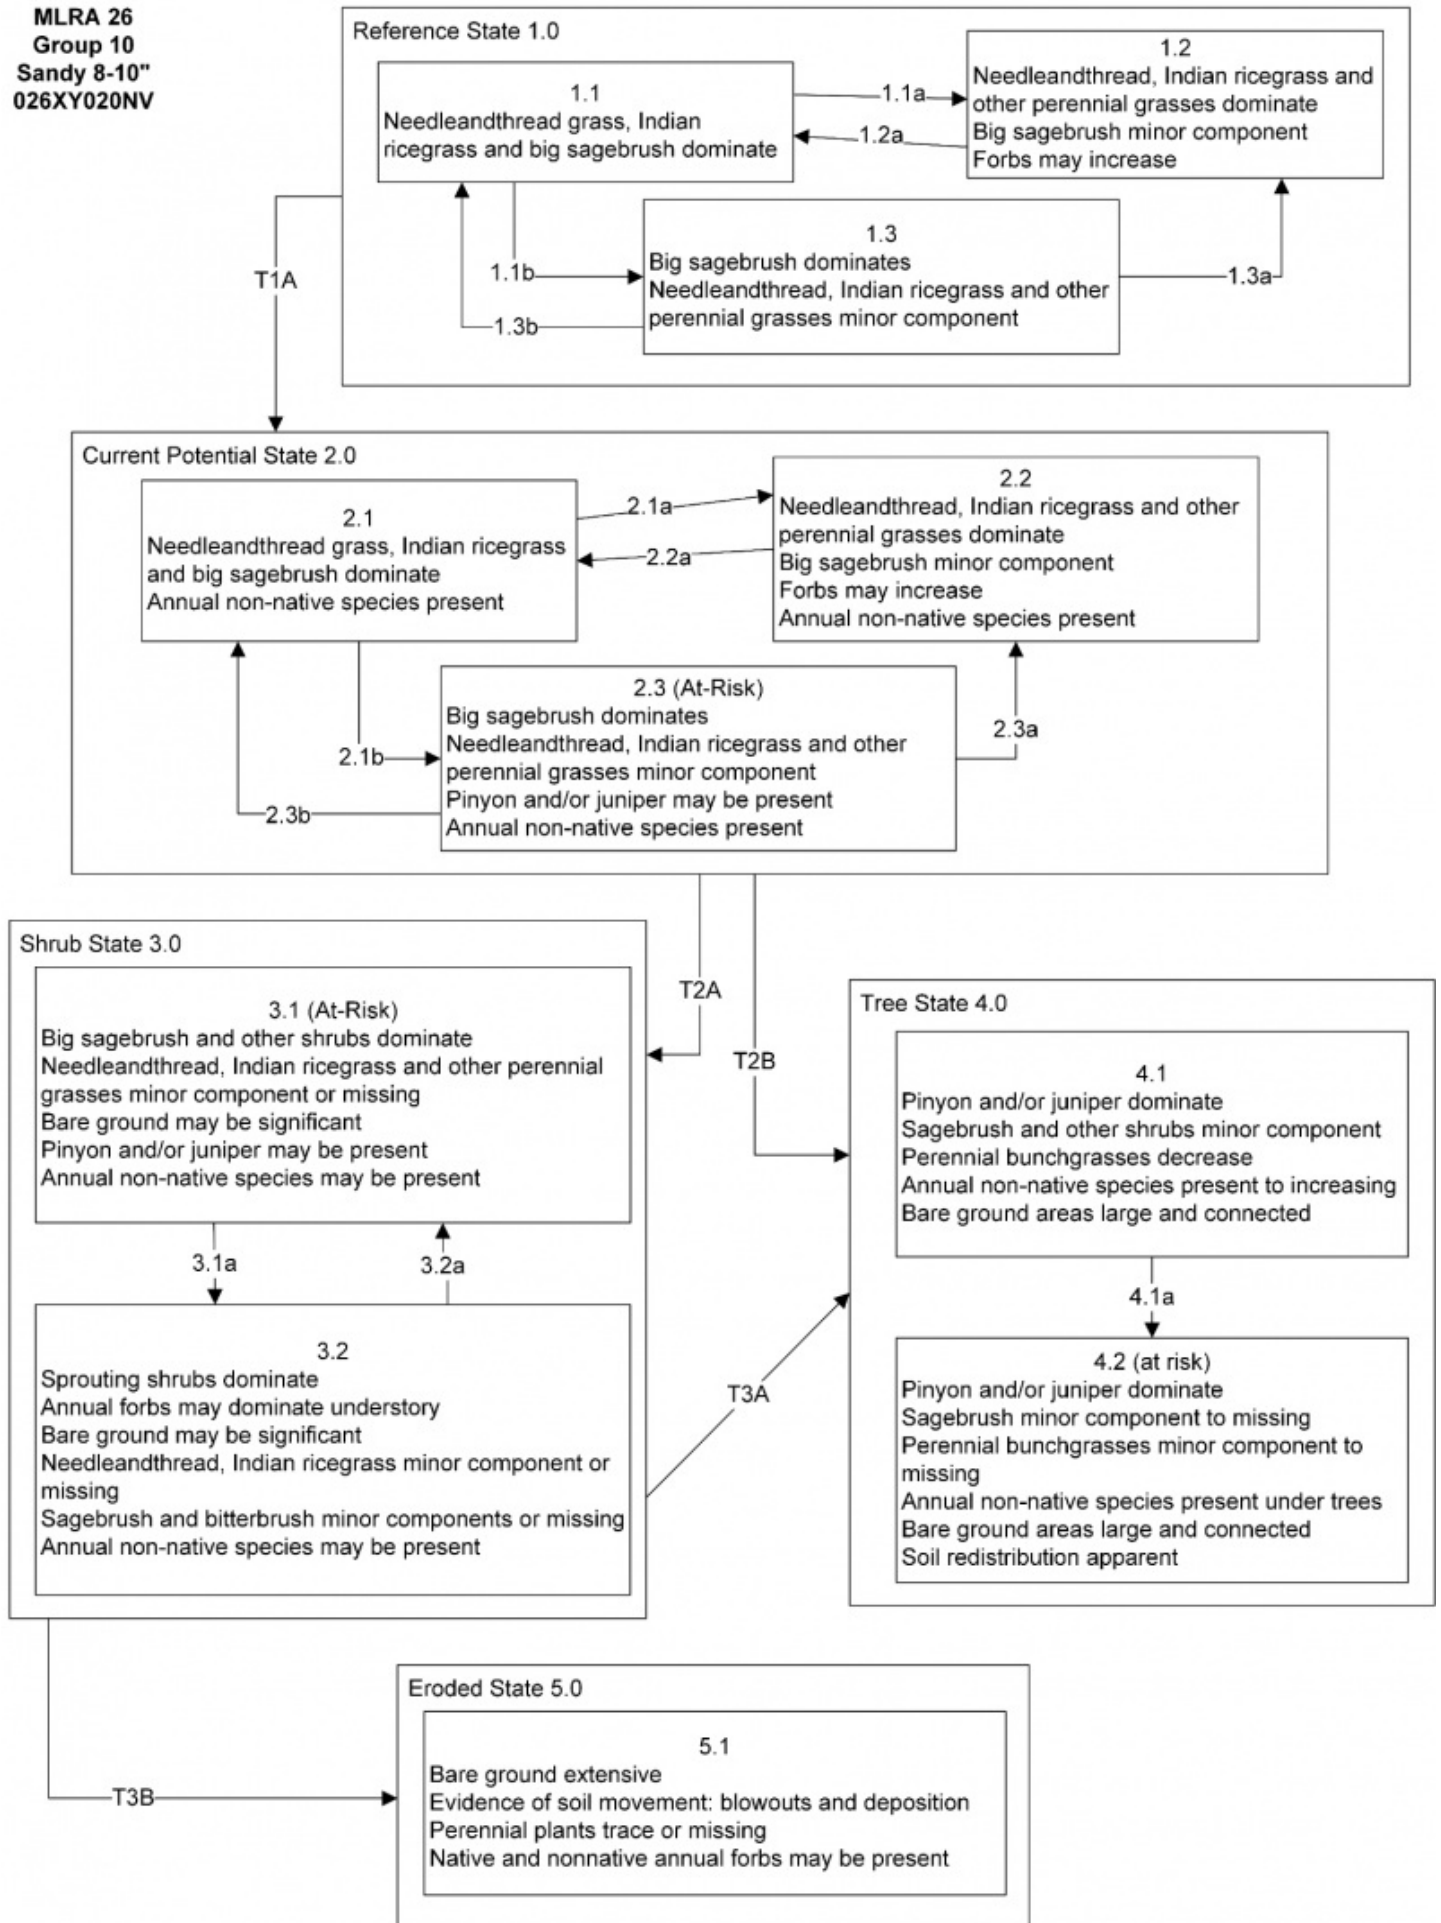 MLRA 26
Group 10
Sandy 8-10"
026XY020NV
Reference State 1.0
1.1
Needleandthread grass, Indian
ricegrass and big sagebrush dominate
1.1a
1.2a
1.2
Needleandthread, Indian ricegrass and
other perennial grasses dominate
Big sagebrush minor component
Forbs may increase
1.1b
1.3b
1.3
Big sagebrush dominates
Needleandthread, Indian ricegrass and other
perennial grasses minor component
1.3a
T1A
Current Potential State 2.0
2.1
Needleandthread grass, Indian ricegrass
and big sagebrush dominate
Annual non-native species present
2.1a
2.2a
2.2
Needleandthread, Indian ricegrass and other
perennial grasses dominate
Big sagebrush minor component
Forbs may increase
Annual non-native species present
2.1b
2.3b
2.3 (At-Risk)
Big sagebrush dominates
Needleandthread, Indian ricegrass and other
perennial grasses minor component
Pinyon and/or juniper may be present
Annual non-native species present
2.3a
T2A
T2B
Shrub State 3.0
3.1 (At-Risk)
Big sagebrush and other shrubs dominate
Needleandthread, Indian ricegrass and other perennial
grasses minor component or missing
Bare ground may be significant
Pinyon and/or juniper may be present
Annual non-native species may be present
3.1a
3.2a
3.2
Sprouting shrubs dominate
Annual forbs may dominate understory
Bare ground may be significant
Needleandthread, Indian ricegrass minor component or
missing
Sagebrush and bitterbrush minor components or missing
Annual non-native species may be present
T3A
Tree State 4.0
4.1
Pinyon and/or juniper dominate
Sagebrush and other shrubs minor component
Perennial bunchgrasses decrease
Annual non-native species present to increasing
Bare ground areas large and connected
4.1a
4.2 (at risk)
Pinyon and/or juniper dominate
Sagebrush minor component to missing
Perennial bunchgrasses minor component to
missing
Annual non-native species present under trees
Bare ground areas large and connected
Soil redistribution apparent
T3B
Eroded State 5.0
5.1
Bare ground extensive
Evidence of soil movement: blowouts and deposition
Perennial plants trace or missing
Native and nonnative annual forbs may be present